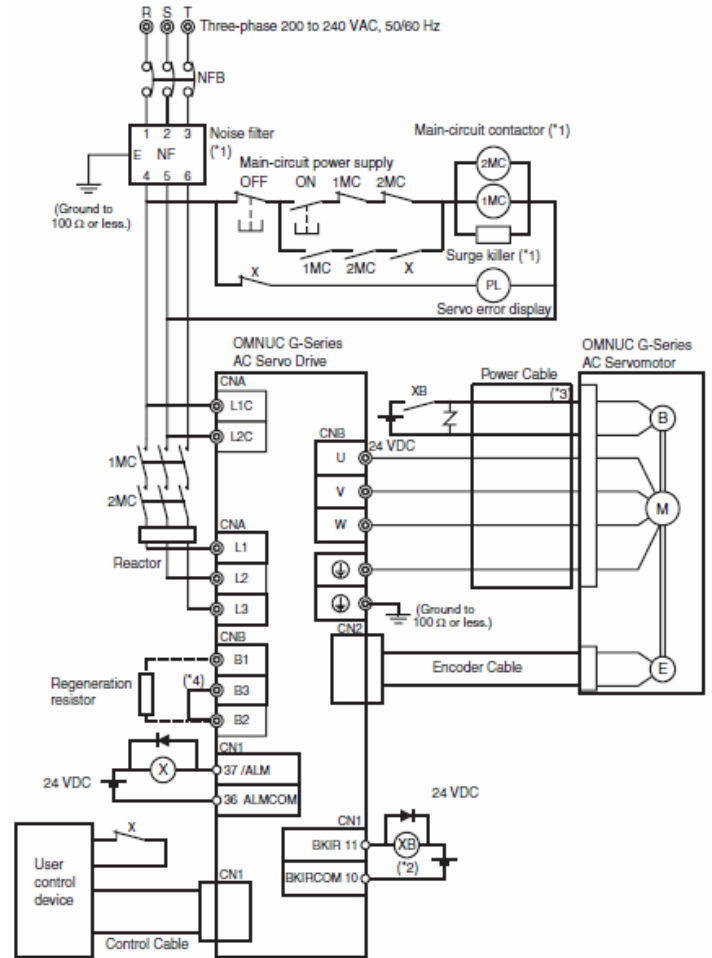 R S T
Three-phase 200 to 240 VAC, 50/60 Hz
NFB
1 2 3
E NF
4 5 6
Noise filter
(*1)
(Ground to
100 Ω or less.)
Main-circuit power supply
OFF ON 1MC 2MC
1MC 2MC X
X
Main-circuit contactor (*1)
2MC
1MC
Surge killer (*1)
PL
Servo error display
OMNUC G-Series
AC Servo Drive
OMNUC G-Series
AC Servomotor
CNA
L1C
L2C
1MC
2MC
Reactor
CNA
L1
L2
L3
CNB
B1
(*4)
B3
B2
Regeneration
resistor
CN1
37 /ALM
36 ALMCOM
X
24 VDC
X
User
control
device
CN1
Control Cable
XB
24 VDC
Power Cable
(*3)
CNB
U
V
W
(Ground to
100 Ω or less.)
CN2
Encoder Cable
B
M
E
24 VDC
CN1
BKIR 11
BKIRCOM 10
XB
(*2)